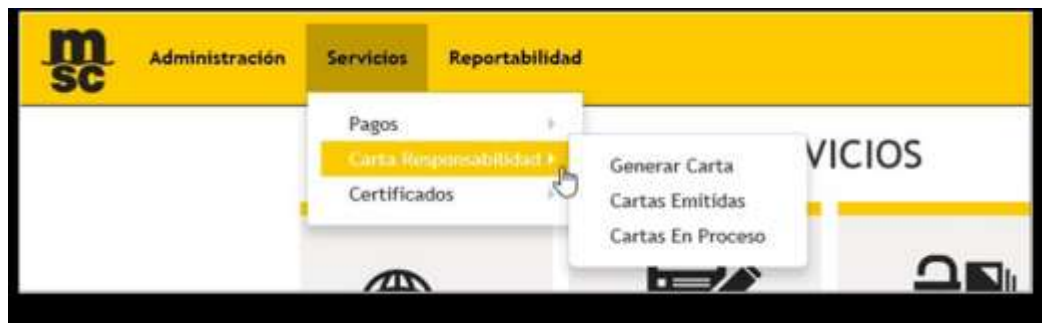 msc
Administración
Servicios
Reportabilidad
Pagos
Carta Responsabilidad
Certificados
Generar Carta
Cartas Emitidas
Cartas En Proceso
VICIOS